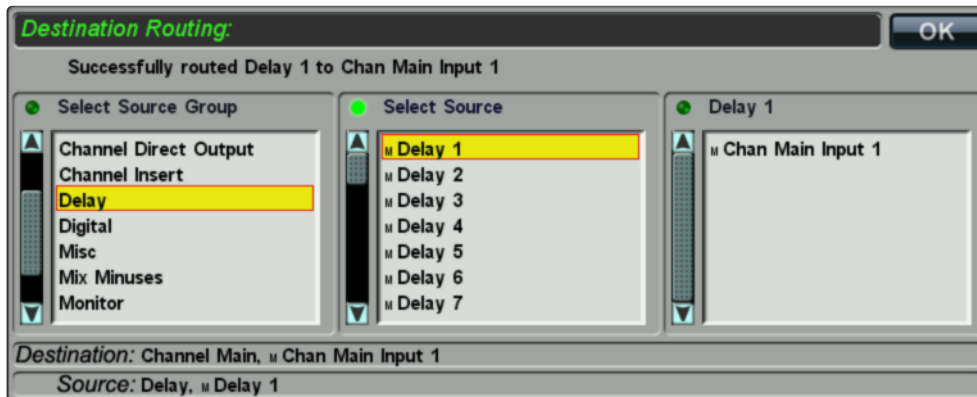 Destination Routing:
OK
Successfully routed Delay 1 to Chan Main Input 1
Select Source Group
Channel Direct Output
Channel Insert
Delay
Digital
Misc
Mix Minuses
Monitor
Select Source
M Delay 1
M Delay 2
M Delay 3
M Delay 4
M Delay 5
M Delay 6
M Delay 7
Delay 1
M Chan Main Input 1
Destination: Channel Main, M Chan Main Input 1
Source: Delay, M Delay 1